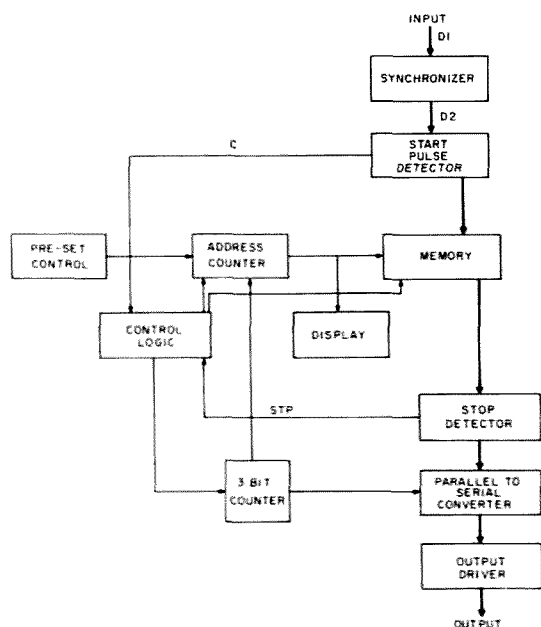 INPUT
D1
SYNCHRONIZER
D2
START
PULSE
DETECTOR
C
PRE-SET
CONTROL
ADDRESS
COUNTER
MEMORY
CONTROL
LOGIC
DISPLAY
STP
STOP
DETECTOR
3 BIT
COUNTER
PARALLEL TO
SERIAL
CONVERTER
OUTPUT
DRIVER
OUTPUT